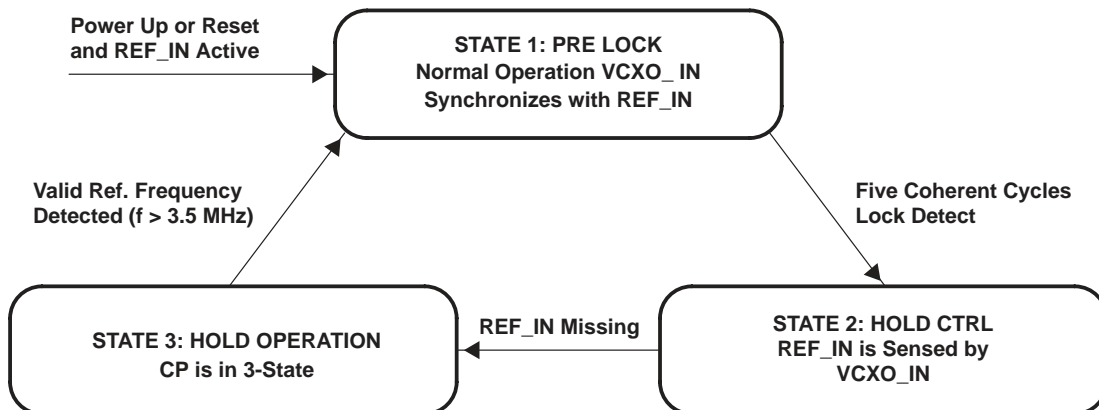 Power Up or Reset
and REF_IN Active
STATE 1: PRE LOCK
Normal Operation VCXO_ IN
Synchronizes with REF_IN
Valid Ref. Frequency
Detected (f > 3.5 MHz)
Five Coherent Cycles
Lock Detect
STATE 3: HOLD OPERATION
CP is in 3-State
REF_IN Missing
STATE 2: HOLD CTRL
REF_IN is Sensed by
VCXO_IN